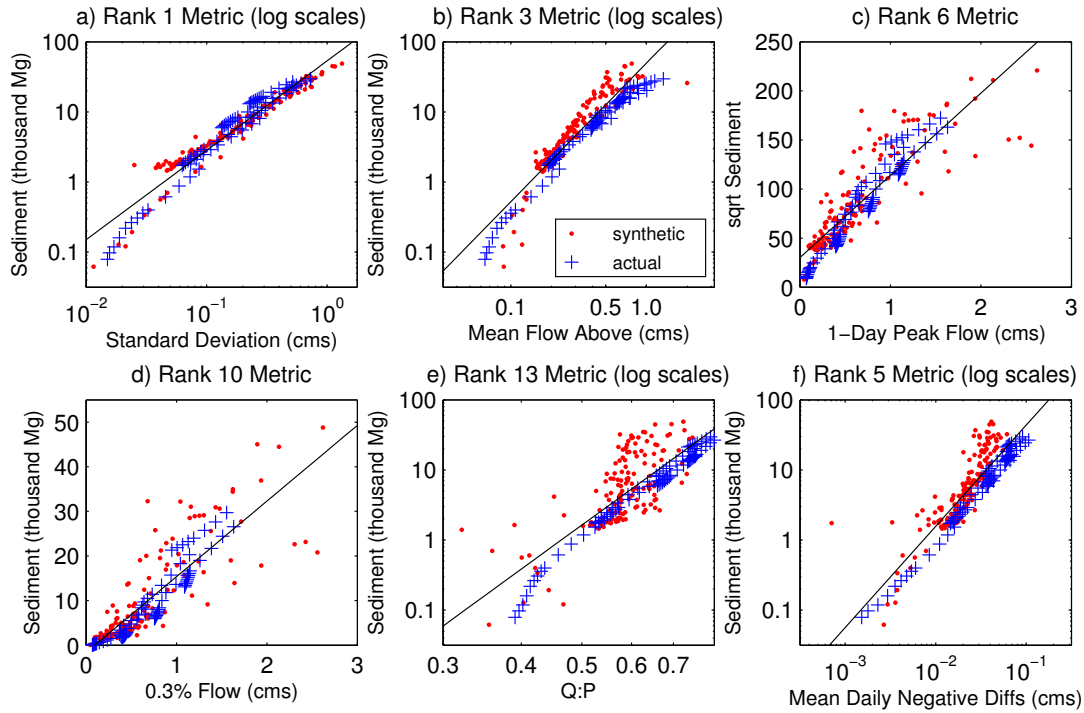 a) Rank 1 Metric (log scales)
b) Rank 3 Metric (log scales)
c) Rank 6 Metric
Sediment (thousand Mg)
100
10
1
0.1
10⁻²
10⁻¹
10⁰
Standard Deviation (cms)
Sediment (thousand Mg)
100
10
1
0.1
synthetic
actual
0.1
0.5
1.0
Mean Flow Above (cms)
sqrt Sediment
250
200
150
100
50
0
0
1
2
3
1−Day Peak Flow (cms)
d) Rank 10 Metric
e) Rank 13 Metric (log scales)
f) Rank 5 Metric (log scales)
Sediment (thousand Mg)
50
40
30
20
10
0
0
1
2
3
0.3% Flow (cms)
Sediment (thousand Mg)
100
10
1
0.1
0.3
0.4
0.5
0.6
0.7
Q:P
Sediment (thousand Mg)
100
10
1
0.1
10⁻³
10⁻²
10⁻¹
Mean Daily Negative Diffs (cms)